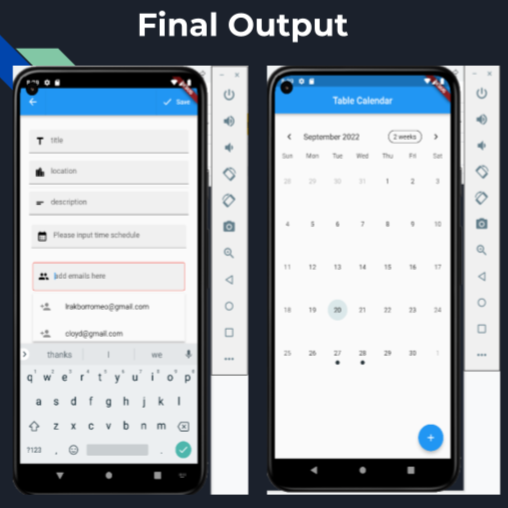 Final Output
Save
title
location
description
Please input time schedule
add emails here
lrakborromeo@gmail.com
cloyd@gmail.com
thanks I we
q w e r t y u i o p
a s d f g h j k l
z x c v b n m
?123 , .
Table Calendar
September 2022 2 weeks
Sun Mon Tue Wed Thu Fri Sat
28 29 30 31 1 2 3
4 5 6 7 8 9 10
11 12 13 14 15 16 17
18 19 20 21 22 23 24
25 26 27 28 29 30 1
+